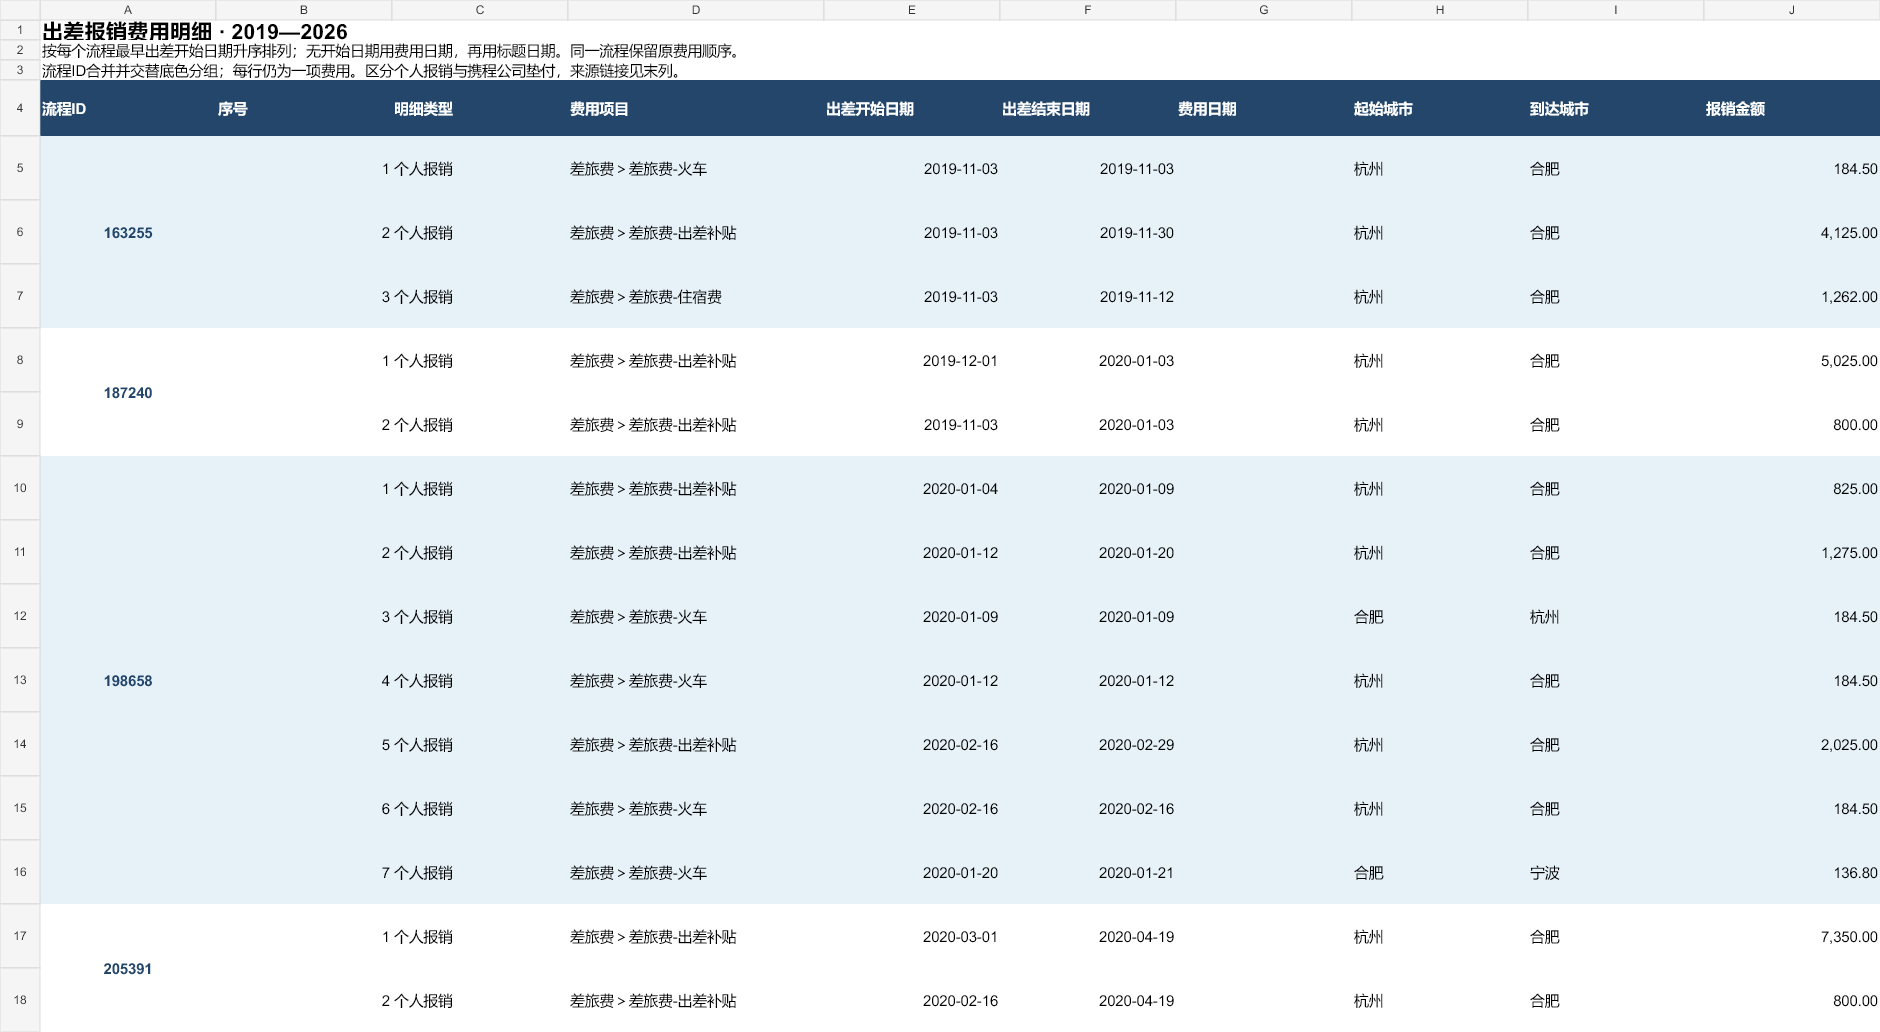 A B C D E F G H I J
1 出差报销费用明细 · 2019—2026
2 按每个流程最早出差开始日期升序排列；无开始日期用费用日期，再用标题日期。同一流程保留原费用顺序。
3 流程ID合并并交替底色分组；每行仍为一项费用。区分个人报销与携程公司垫付，来源链接见末列。
4 流程ID 序号 明细类型 费用项目 出差开始日期 出差结束日期 费用日期 起始城市 到达城市 报销金额
5 1 个人报销 差旅费 > 差旅费-火车 2019-11-03 2019-11-03 杭州 合肥 184.50
6 163255 2 个人报销 差旅费 > 差旅费-出差补贴 2019-11-03 2019-11-30 杭州 合肥 4,125.00
7 3 个人报销 差旅费 > 差旅费-住宿费 2019-11-03 2019-11-12 杭州 合肥 1,262.00
8 1 个人报销 差旅费 > 差旅费-出差补贴 2019-12-01 2020-01-03 杭州 合肥 5,025.00
187240
9 2 个人报销 差旅费 > 差旅费-出差补贴 2019-11-03 2020-01-03 杭州 合肥 800.00
10 1 个人报销 差旅费 > 差旅费-出差补贴 2020-01-04 2020-01-09 杭州 合肥 825.00
11 2 个人报销 差旅费 > 差旅费-出差补贴 2020-01-12 2020-01-20 杭州 合肥 1,275.00
12 3 个人报销 差旅费 > 差旅费-火车 2020-01-09 2020-01-09 合肥 杭州 184.50
13 198658 4 个人报销 差旅费 > 差旅费-火车 2020-01-12 2020-01-12 杭州 合肥 184.50
14 5 个人报销 差旅费 > 差旅费-出差补贴 2020-02-16 2020-02-29 杭州 合肥 2,025.00
15 6 个人报销 差旅费 > 差旅费-火车 2020-02-16 2020-02-16 杭州 合肥 184.50
16 7 个人报销 差旅费 > 差旅费-火车 2020-01-20 2020-01-21 合肥 宁波 136.80
17 1 个人报销 差旅费 > 差旅费-出差补贴 2020-03-01 2020-04-19 杭州 合肥 7,350.00
205391
18 2 个人报销 差旅费 > 差旅费-出差补贴 2020-02-16 2020-04-19 杭州 合肥 800.00